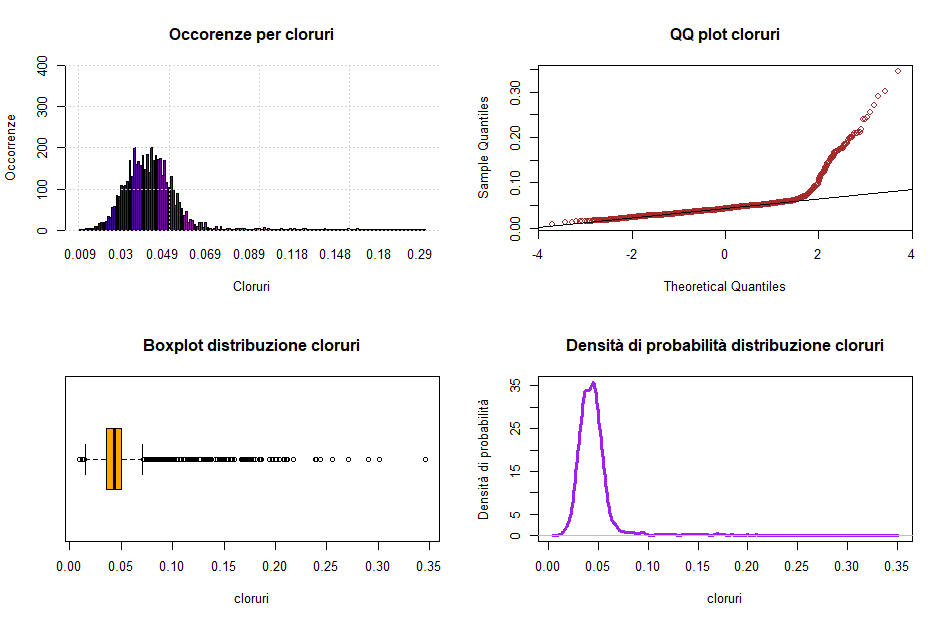 Occorenze per cloruri
Occorrenze
400
300
200
100
0
0.009 0.03 0.049 0.069 0.089 0.118 0.148 0.18 0.29
Cloruri
QQ plot cloruri
Sample Quantiles
0.30
0.20
0.10
0.00
-4 -2 0 2 4
Theoretical Quantiles
Boxplot distribuzione cloruri
0.00 0.05 0.10 0.15 0.20 0.25 0.30 0.35
cloruri
Densità di probabilità distribuzione cloruri
Densità di probabilità
35
25
15
5
0
0.00 0.05 0.10 0.15 0.20 0.25 0.30 0.35
cloruri